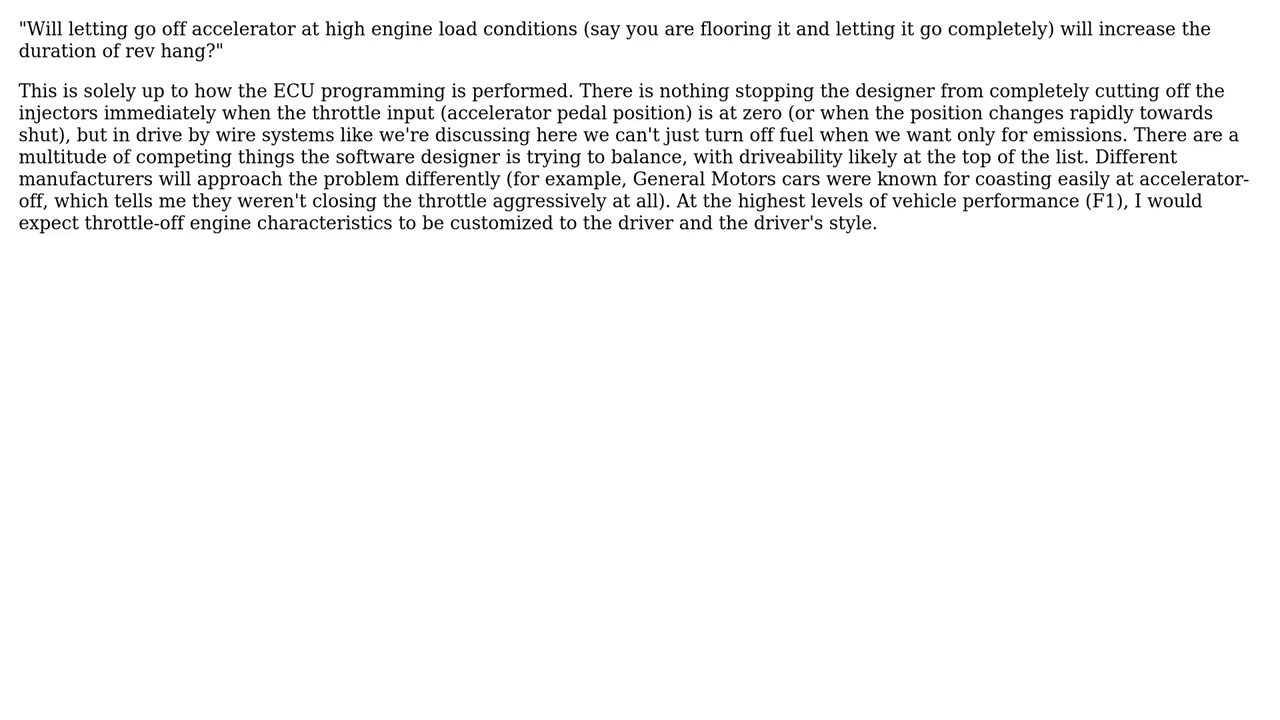 "Will letting go off accelerator at high engine load conditions (say you are flooring it and letting it go completely) will increase the
duration of rev hang?"
This is solely up to how the ECU programming is performed. There is nothing stopping the designer from completely cutting off the
injectors immediately when the throttle input (accelerator pedal position) is at zero (or when the position changes rapidly towards
shut), but in drive by wire systems like we're discussing here we can't just turn off fuel when we want only for emissions. There are a
multitude of competing things the software designer is trying to balance, with driveability likely at the top of the list. Different
manufacturers will approach the problem differently (for example, General Motors cars were known for coasting easily at accelerator-
off, which tells me they weren't closing the throttle aggressively at all). At the highest levels of vehicle performance (F1), I would
expect throttle-off engine characteristics to be customized to the driver and the driver's style.